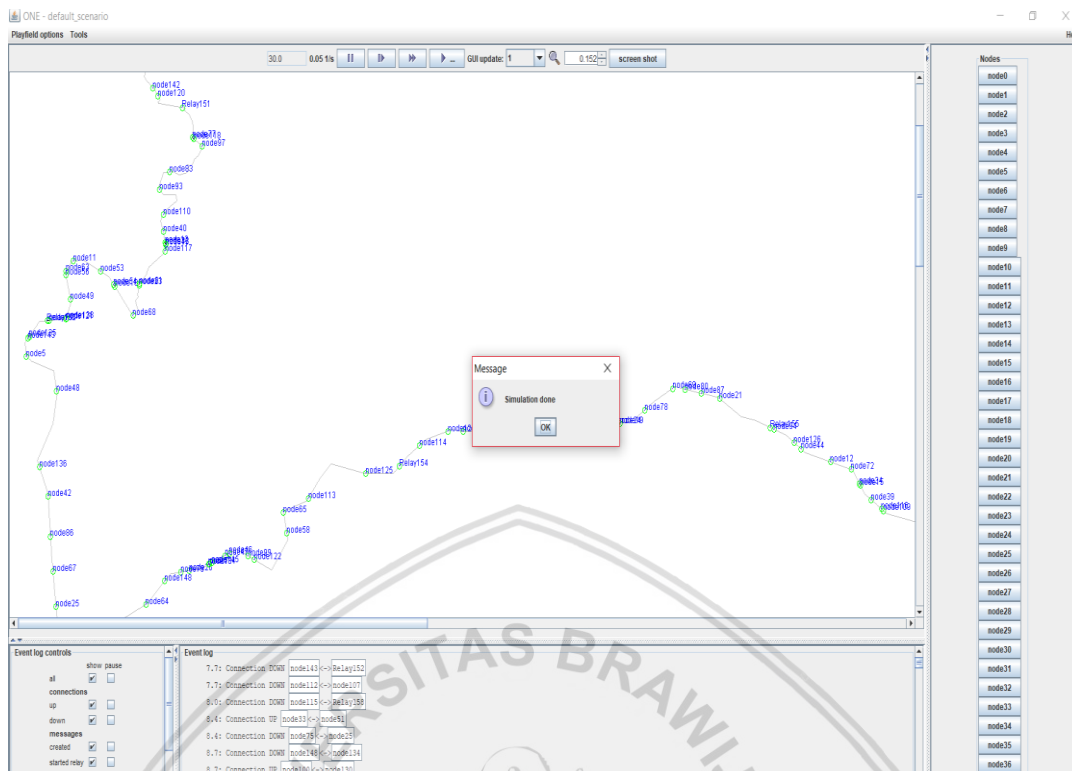 ONE - default_scenario
Playfield options Tools
30.0 0.05 1/s GUI update: 1 0.152 screen shot
node142
node120
Relay151
node97
node83
node93
node110
node40
node117
node11
node53
node49
node68
node5
node48
node136
node42
node86
node67
node25
node148
node64
node122
node58
node65
node113
node125
Relay154
node114
node78
node87
node21
node44
node12
node72
node39
Message
Simulation done
OK
Nodes
node0
node1
node2
node3
node4
node5
node6
node7
node8
node9
node10
node11
node12
node13
node14
node15
node16
node17
node18
node19
node20
node21
node22
node23
node24
node25
node26
node27
node28
node29
node30
node31
node32
node33
node34
node35
node36
Event log controls
show pause
all
connections
up
down
messages
created
started relay
Event log
7.7: Connection DOWN node143<->Relay152
7.7: Connection DOWN node112<->node107
8.0: Connection DOWN node115<->Relay158
8.4: Connection UP node33<->node51
8.4: Connection DOWN node75<->node25
8.7: Connection DOWN node148<->node134
ERSITAS BRAWIJ